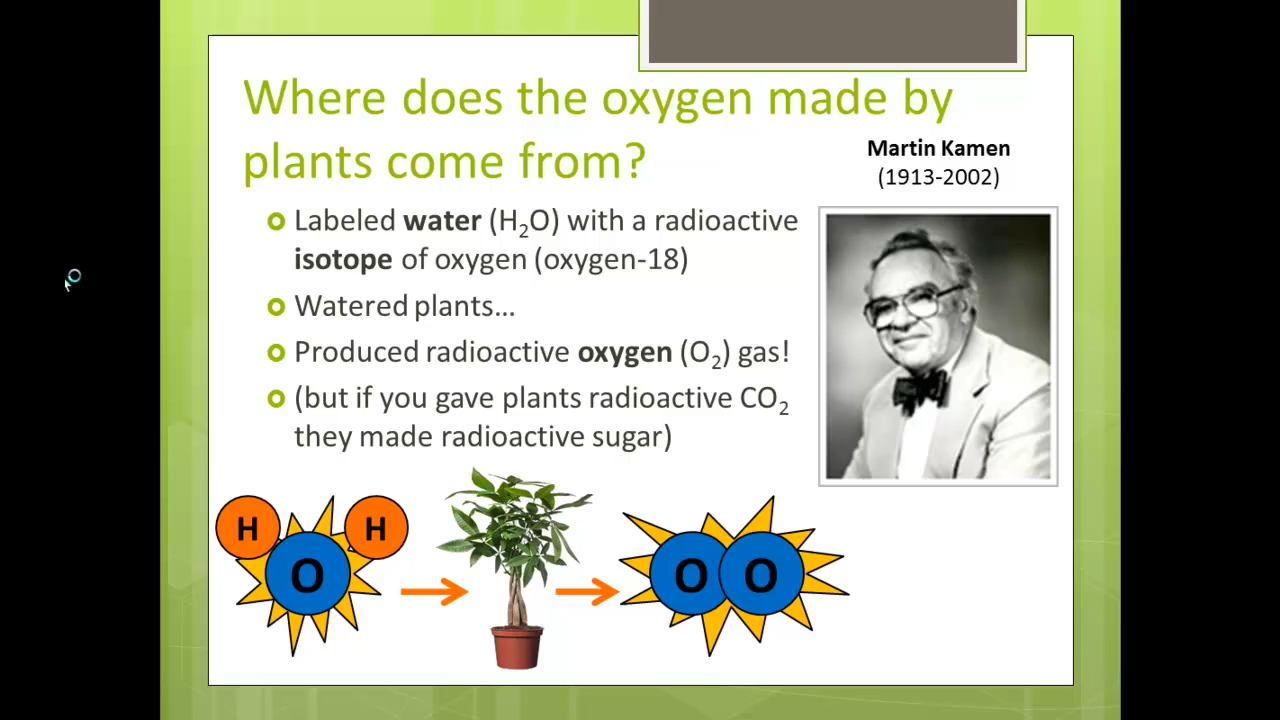 Where does the oxygen made by
plants come from?
Martin Kamen
(1913-2002)
Labeled water (H₂O) with a radioactive
isotope of oxygen (oxygen-18)
Watered plants…
Produced radioactive oxygen (O₂) gas!
(but if you gave plants radioactive CO₂
they made radioactive sugar)
H H
O
O O